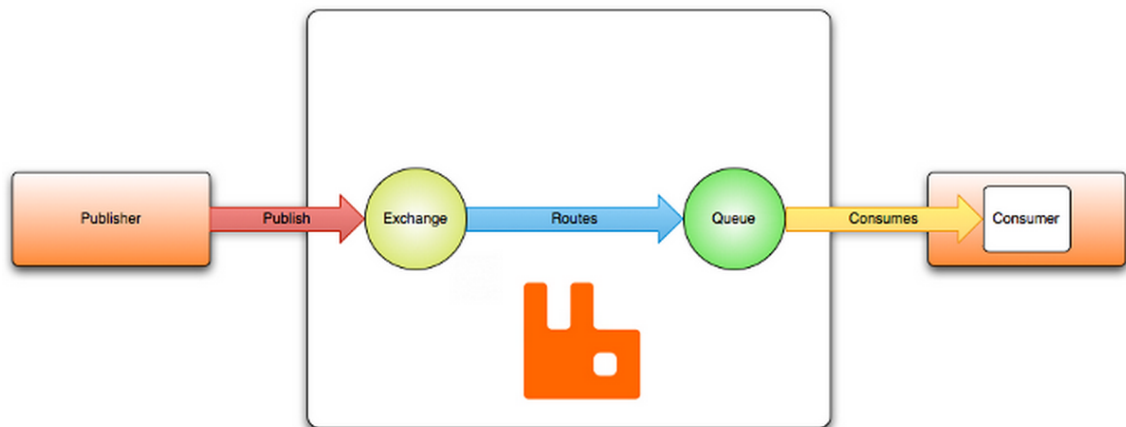 Publisher
Publish
Exchange
Routes
Queue
Consumes
Consumer